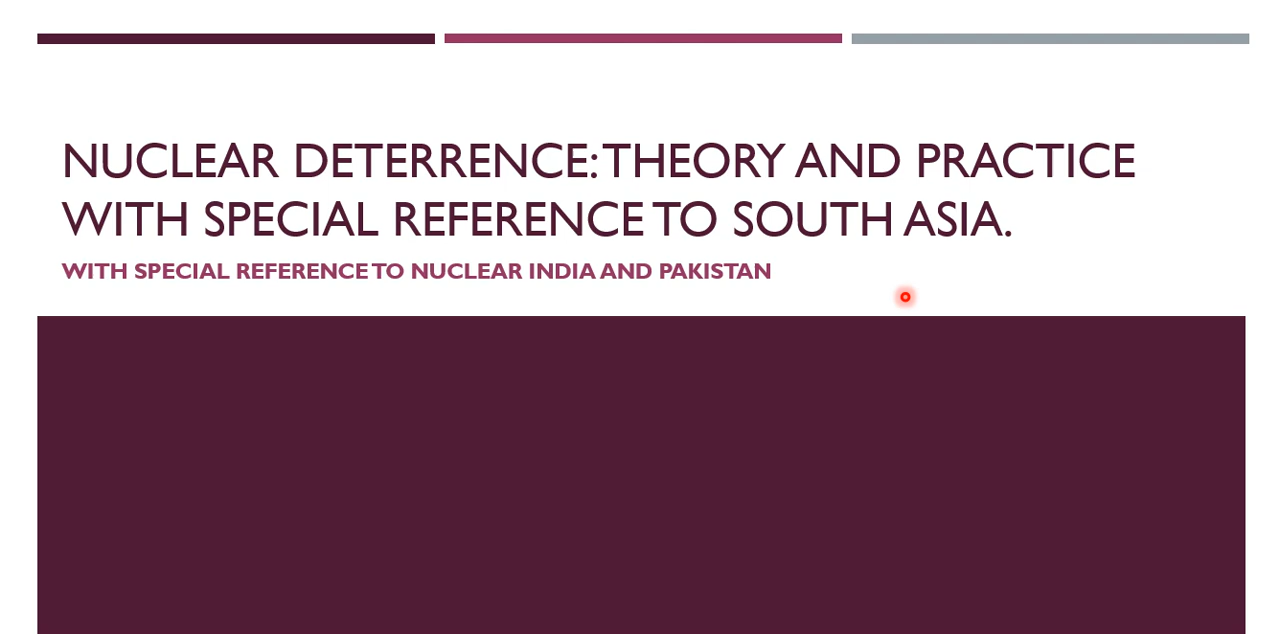 NUCLEAR DETERRENCE: THEORY AND PRACTICE
WITH SPECIAL REFERENCE TO SOUTH ASIA.
WITH SPECIAL REFERENCE TO NUCLEAR INDIA AND PAKISTAN